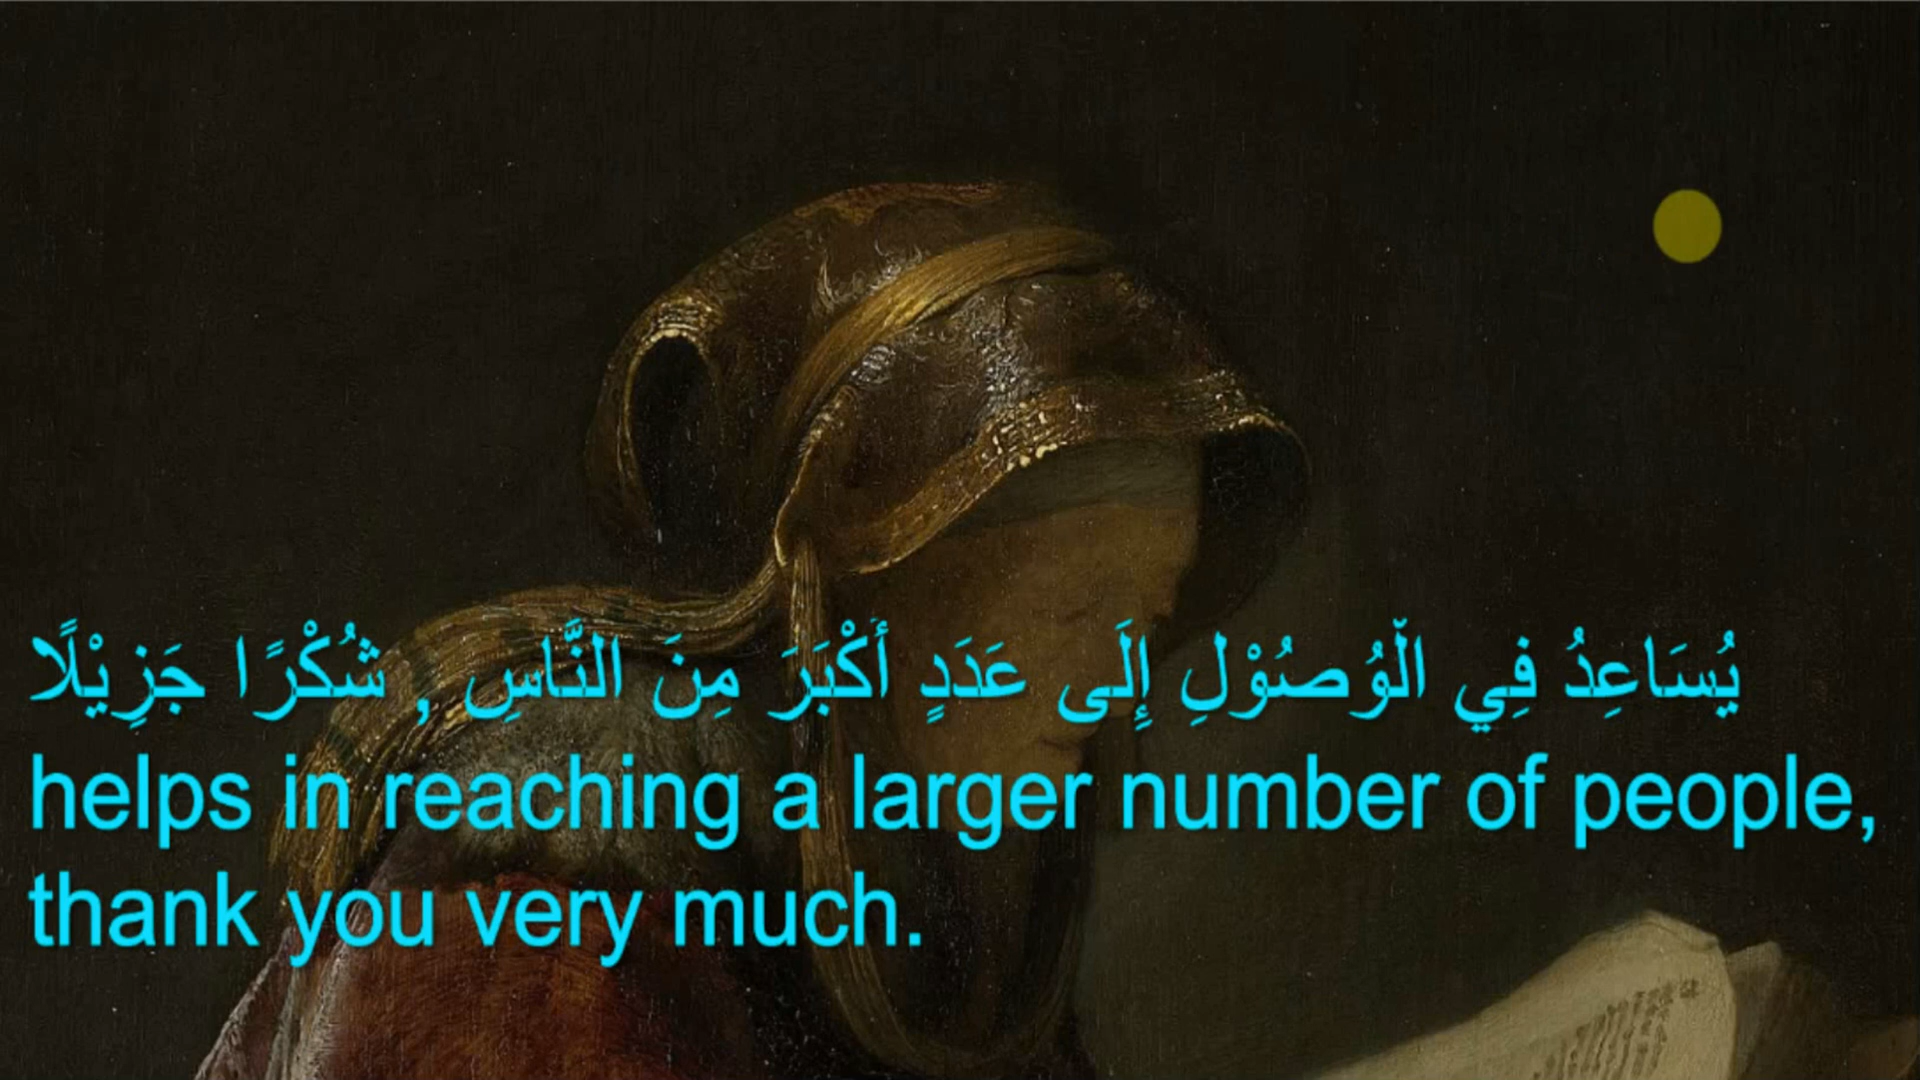 يُسَاعِدُ فِي الْوُصُوْلِ إِلَى عَدَدٍ أَكْبَرَ مِنَ النَّاسِ , شُكْرًا جَزِيْلًا
helps in reaching a larger number of people,
thank you very much.